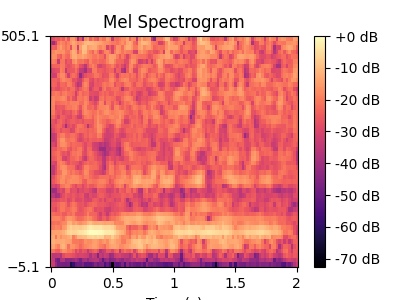 Mel Spectrogram
505.1
-5.1
0
0.5
1
1.5
2
+0 dB
-10 dB
-20 dB
-30 dB
-40 dB
-50 dB
-60 dB
-70 dB